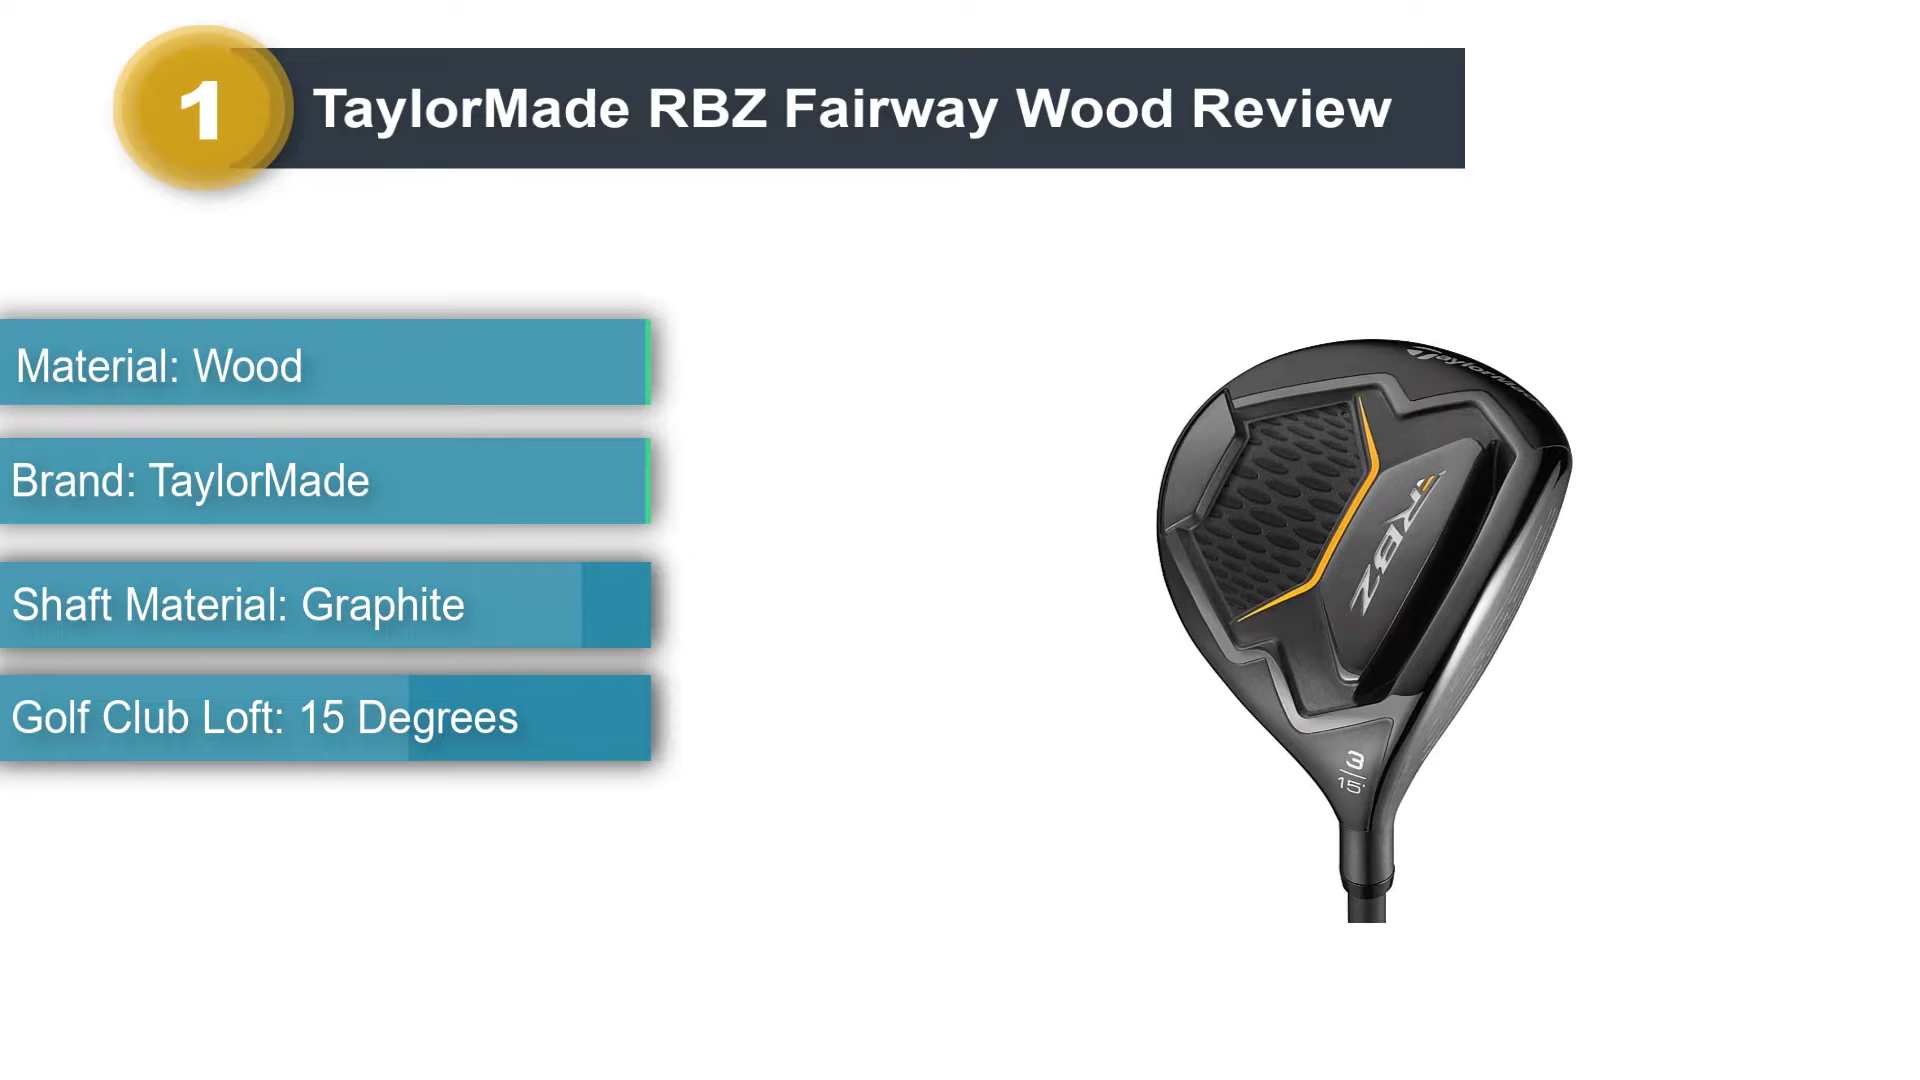 1
TaylorMade RBZ Fairway Wood Review
Material: Wood
Brand: TaylorMade
Shaft Material: Graphite
Golf Club Loft: 15 Degrees
TaylorMade
RBZ
3
15°